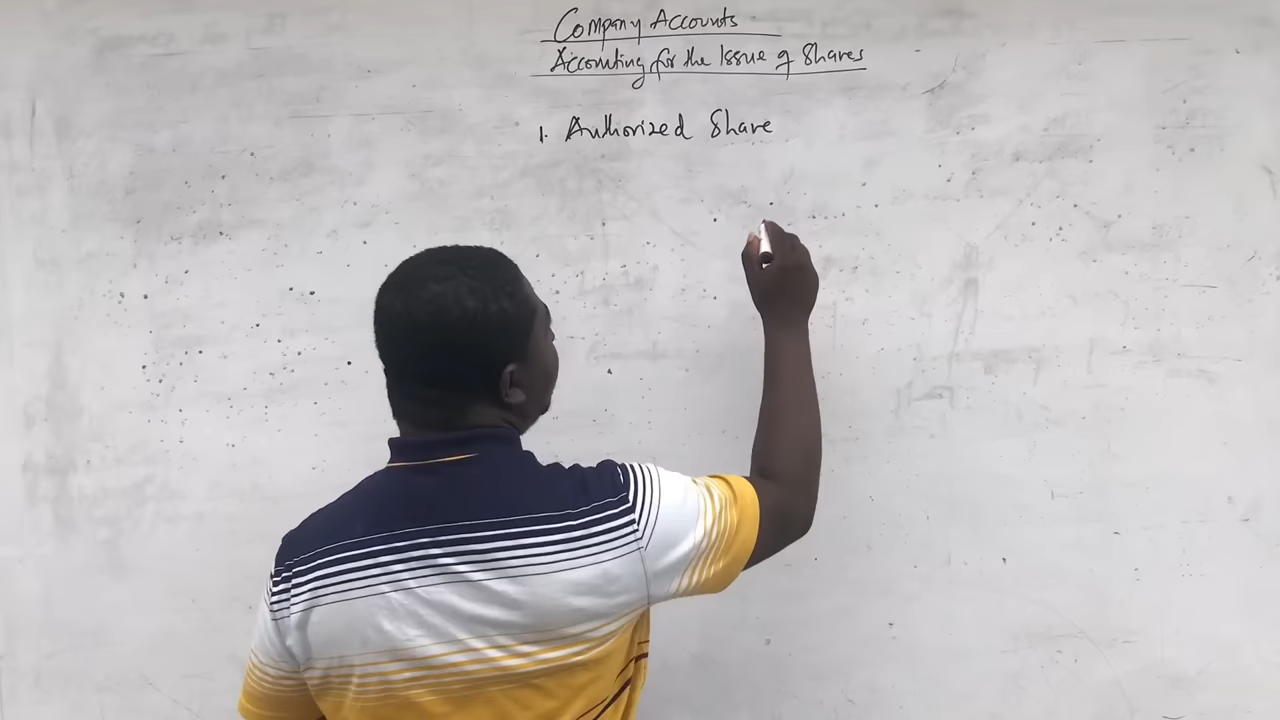 Company Accounts
Accounting for the Issue of Shares
1. Authorized Share